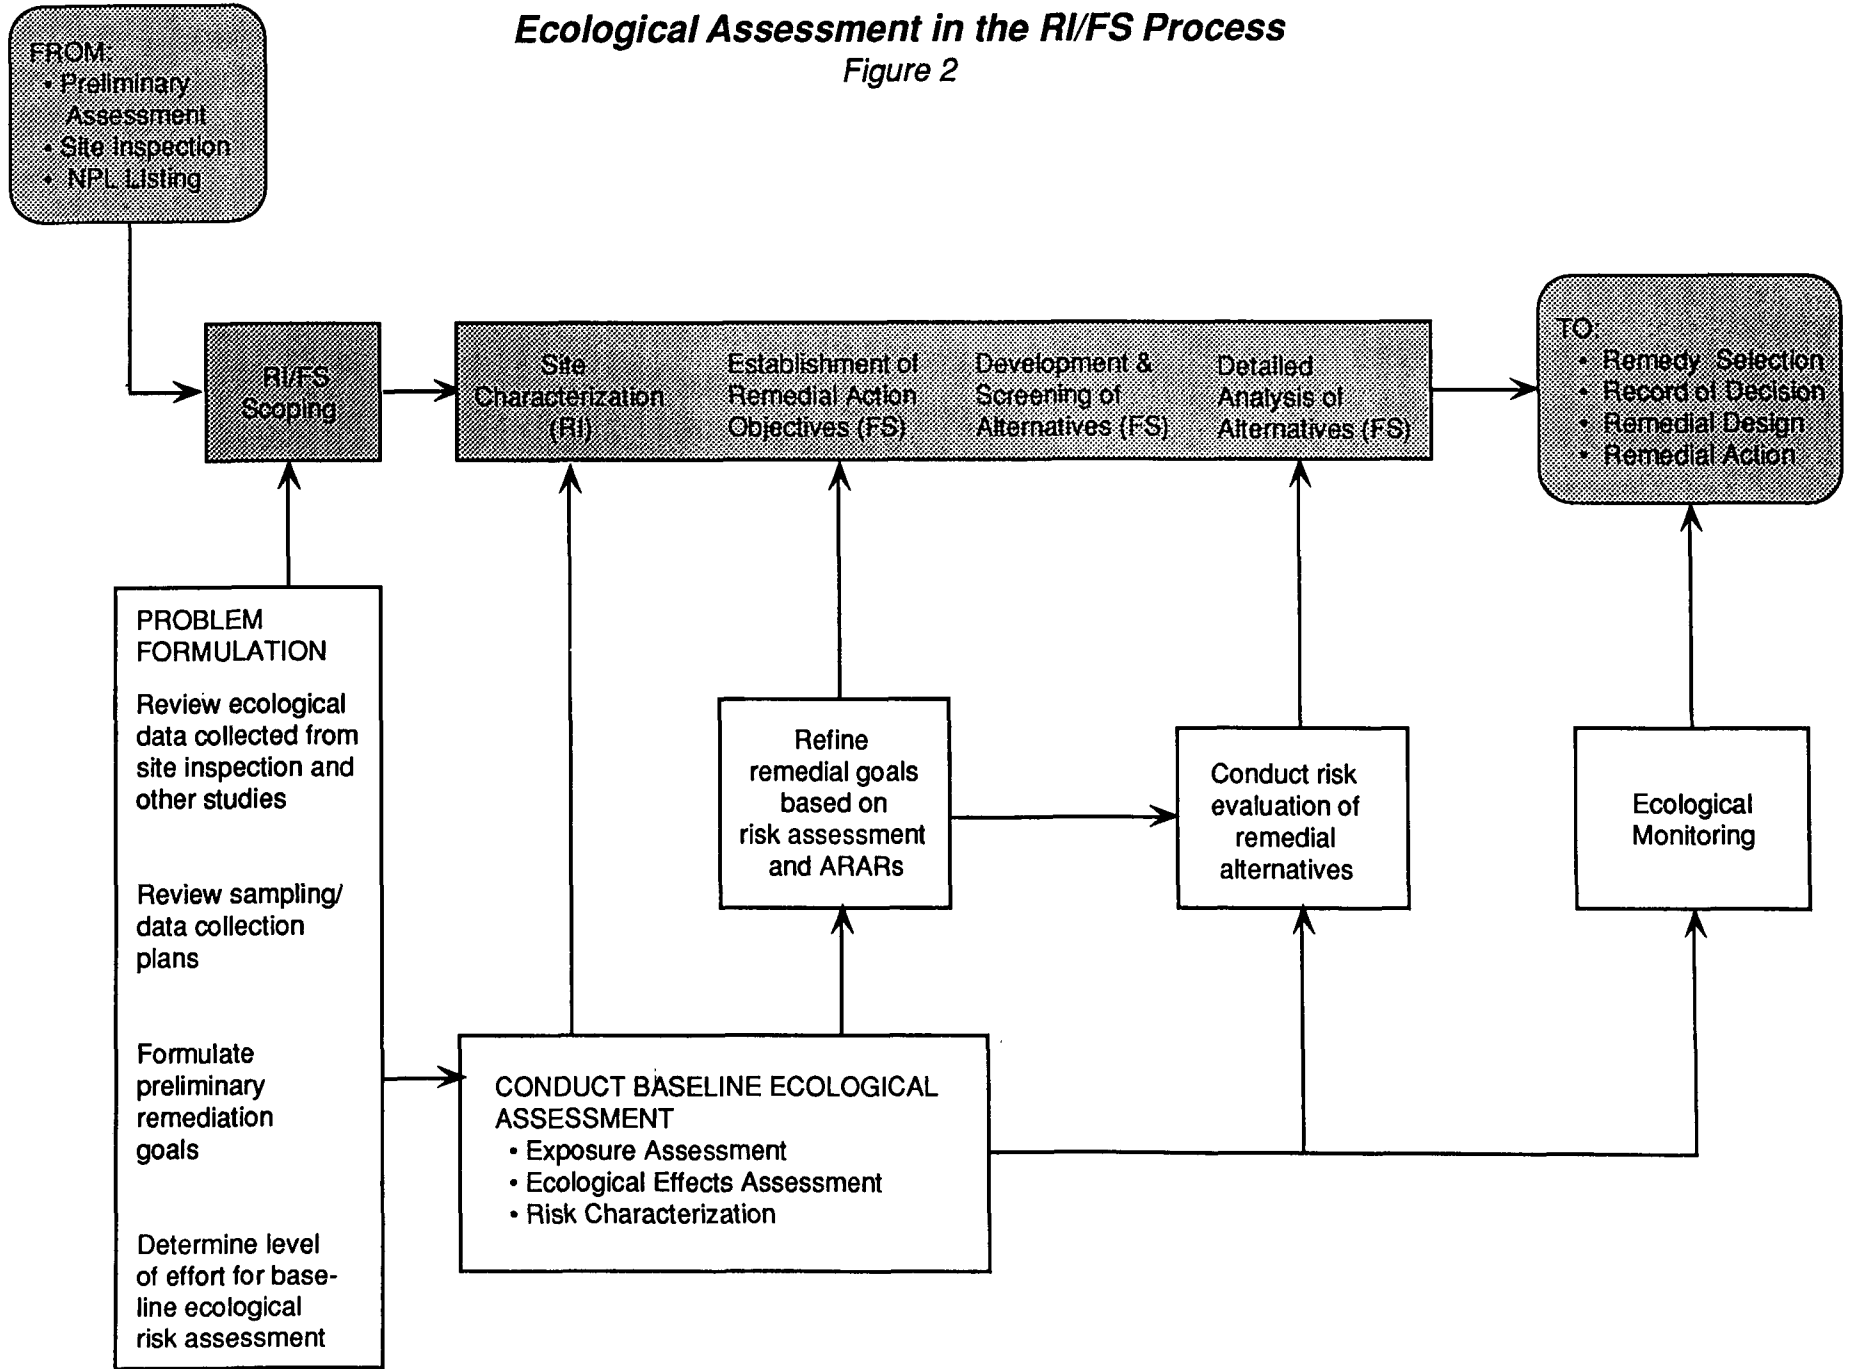 Ecological Assessment in the RI/FS Process
Figure 2
FROM:
• Preliminary
Assessment
• Site Inspection
• NPL Listing
RI/FS
Scoping
Site
Characterization
(RI)
Establishment of
Remedial Action
Objectives (FS)
Development &
Screening of
Alternatives (FS)
Detailed
Analysis of
Alternatives (FS)
TO:
• Remedy Selection
• Record of Decision
• Remedial Design
• Remedial Action
PROBLEM
FORMULATION
Review ecological
data collected from
site inspection and
other studies
Review sampling/
data collection
plans
Formulate
preliminary
remediation
goals
Determine level
of effort for base-
line ecological
risk assessment
Refine
remedial goals
based on
risk assessment
and ARARs
Conduct risk
evaluation of
remedial
alternatives
Ecological
Monitoring
CONDUCT BASELINE ECOLOGICAL
ASSESSMENT
• Exposure Assessment
• Ecological Effects Assessment
• Risk Characterization